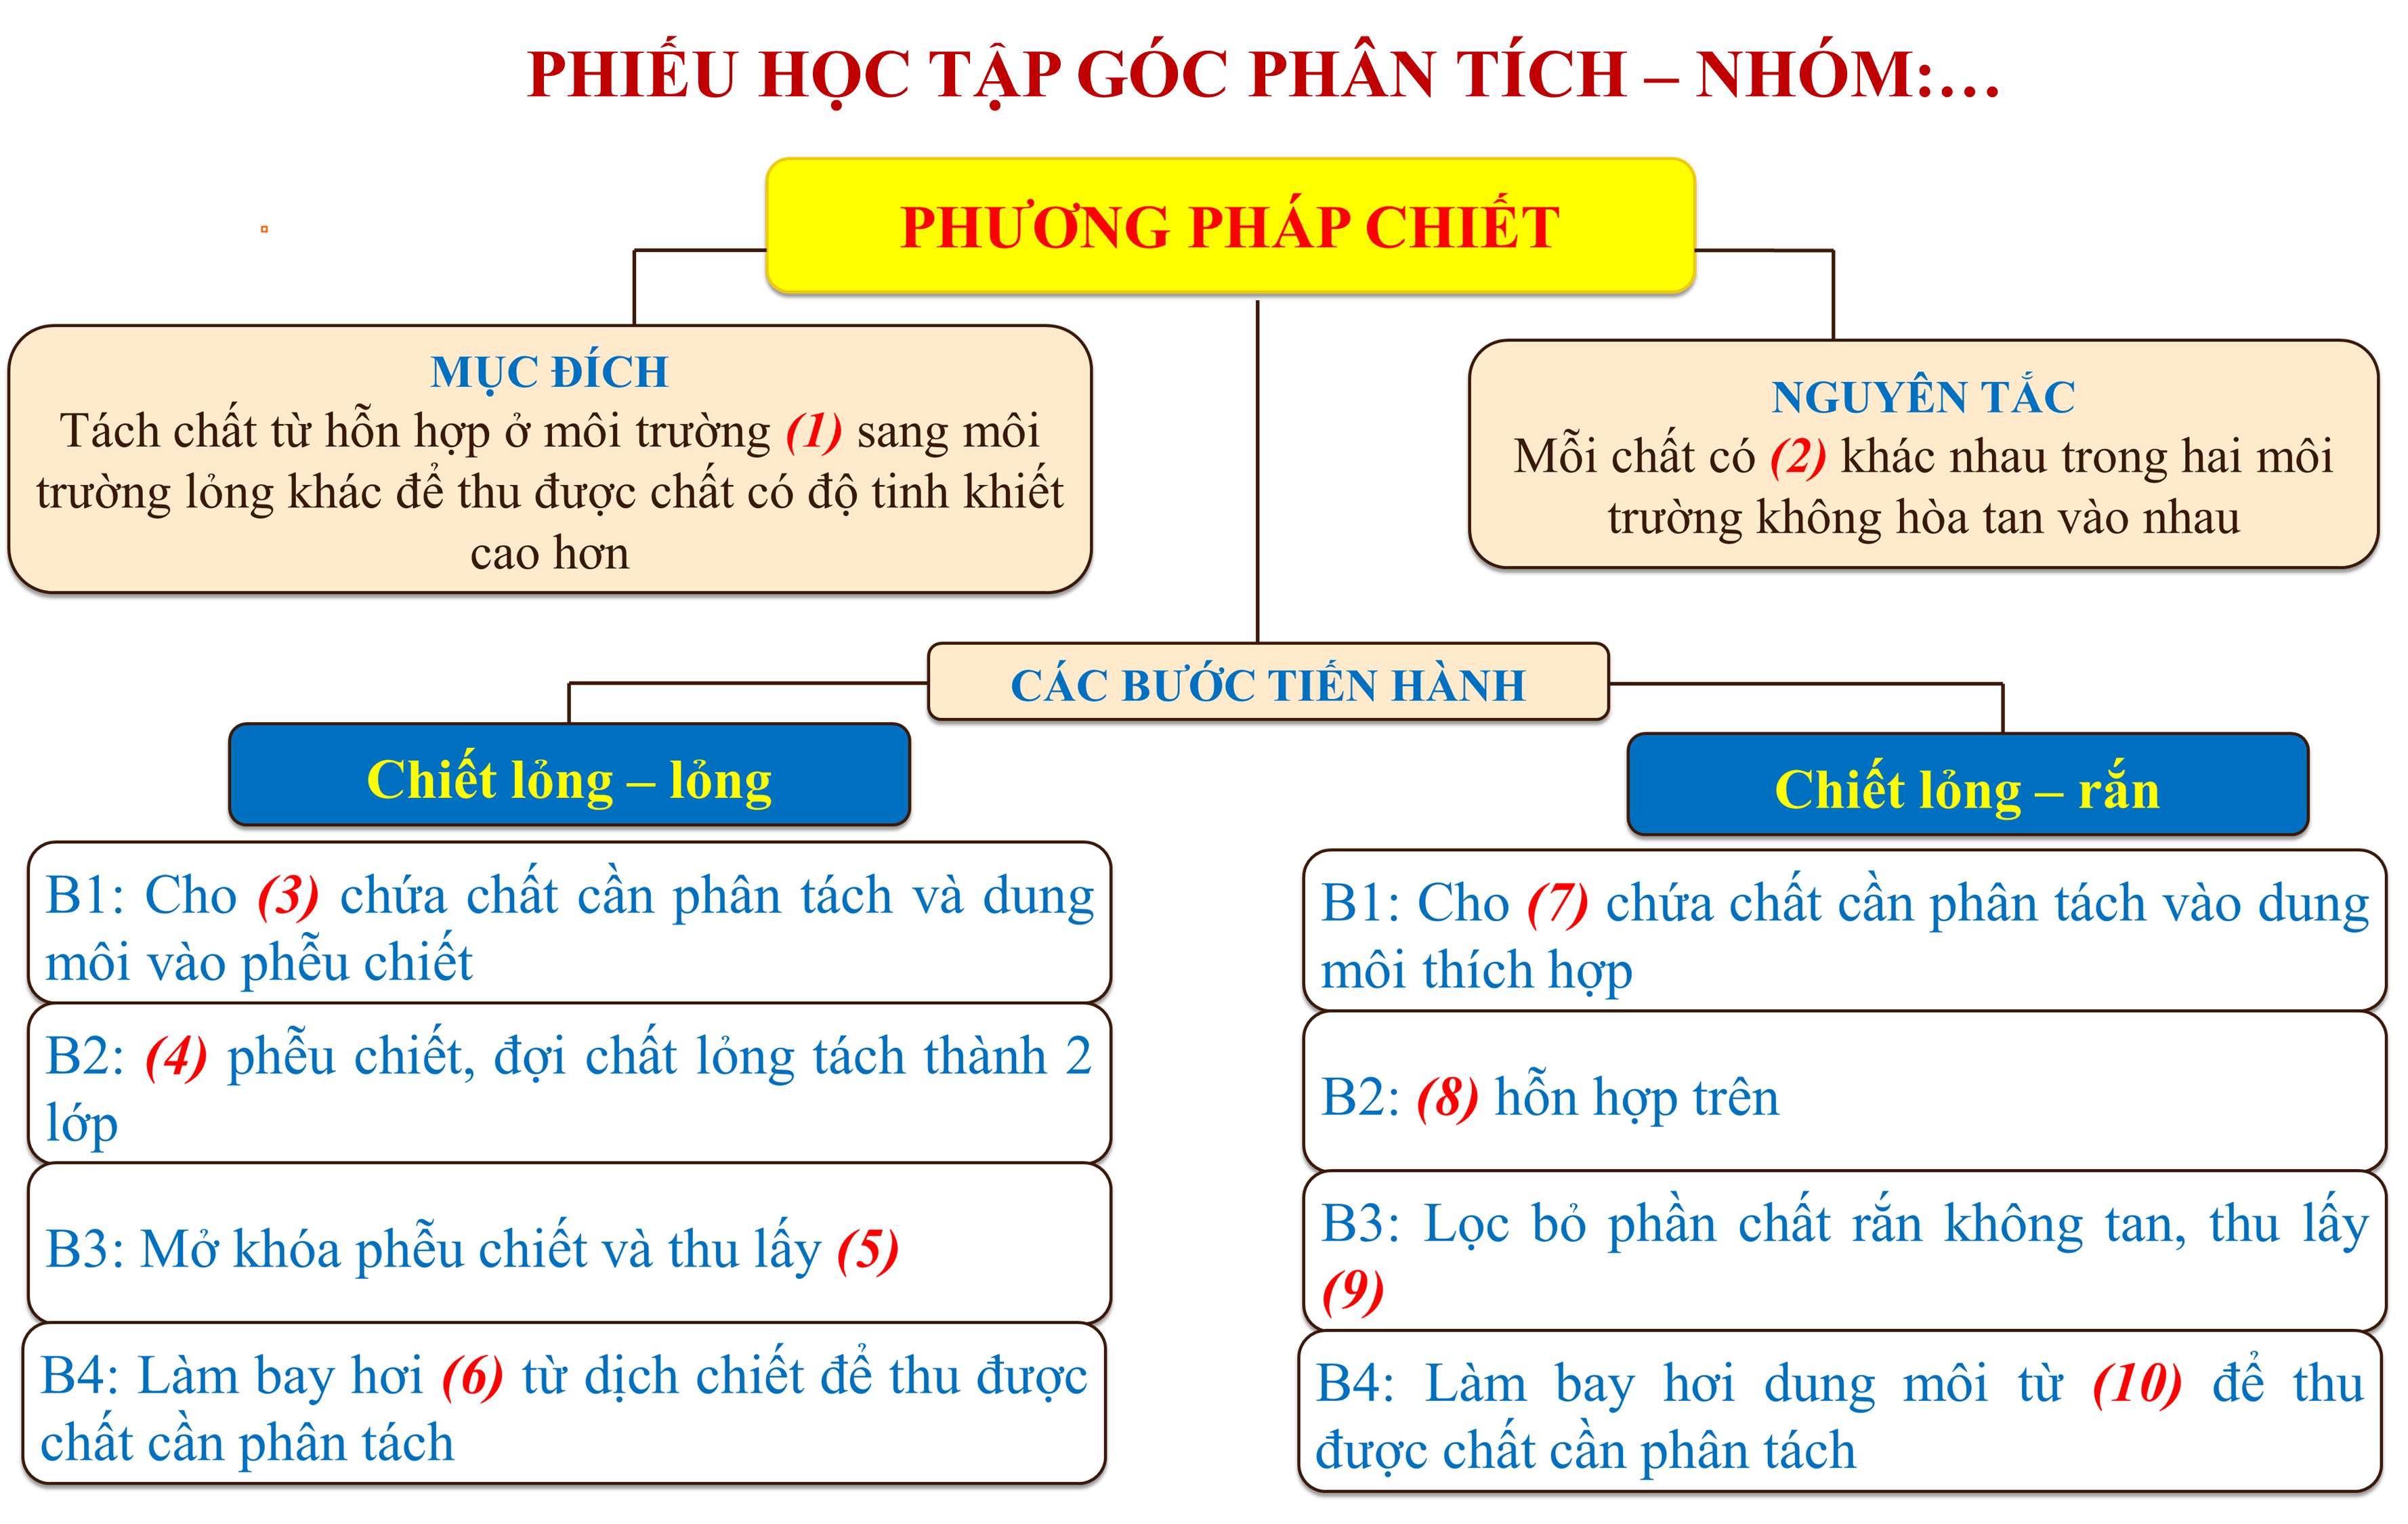 PHIẾU HỌC TẬP GÓC PHÂN TÍCH – NHÓM:…
PHƯƠNG PHÁP CHIẾT
MỤC ĐÍCH
Tách chất từ hỗn hợp ở môi trường (1) sang môi
trường lỏng khác để thu được chất có độ tinh khiết
cao hơn
NGUYÊN TẮC
Mỗi chất có (2) khác nhau trong hai môi
trường không hòa tan vào nhau
CÁC BƯỚC TIẾN HÀNH
Chiết lỏng – lỏng
B1: Cho (3) chứa chất cần phân tách và dung
môi vào phễu chiết
B2: (4) phễu chiết, đợi chất lỏng tách thành 2
lớp
B3: Mở khóa phễu chiết và thu lấy (5)
B4: Làm bay hơi (6) từ dịch chiết để thu được
chất cần phân tách
Chiết lỏng – rắn
B1: Cho (7) chứa chất cần phân tách vào dung
môi thích hợp
B2: (8) hỗn hợp trên
B3: Lọc bỏ phần chất rắn không tan, thu lấy
(9)
B4: Làm bay hơi dung môi từ (10) để thu
được chất cần phân tách